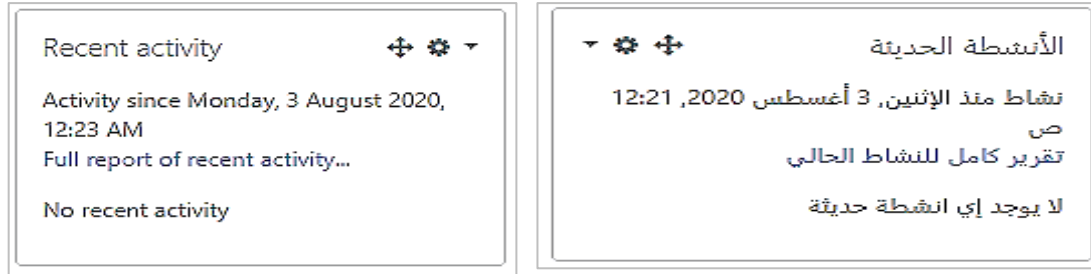 Recent activity
Activity since Monday, 3 August 2020,
12:23 AM
Full report of recent activity...
No recent activity
الأنشطة الحديثة
نشاط منذ الإثنين, 3 أغسطس 2020, 12:21
ص
تقرير كامل للنشاط الحالي
لا يوجد إي انشطة حديثة